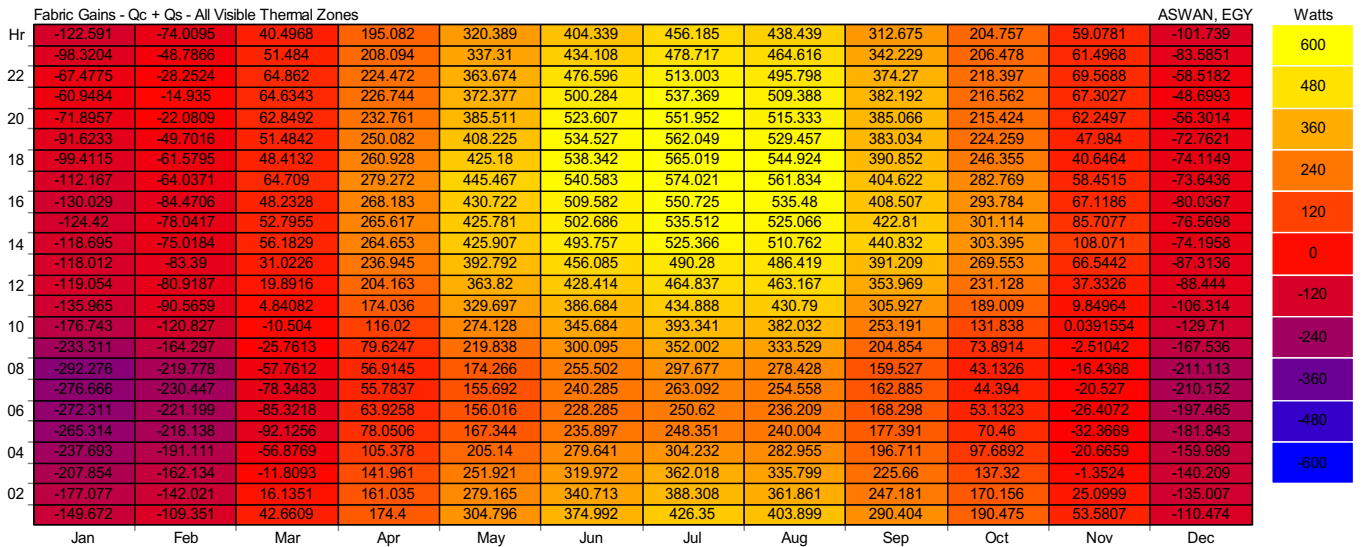 Fabric Gains - Qc + Qs - All Visible Thermal Zones ASWAN, EGY Watts
Hr -122.591 -74.0095 40.4968 195.082 320.389 404.339 456.185 438.439 312.675 204.757 59.0781 -101.739
600
-98.3204 -48.7866 51.484 208.094 337.31 434.108 478.717 464.616 342.229 206.478 61.4968 -83.5851
22 -67.4775 -28.2524 64.862 224.472 363.674 476.596 513.003 495.798 374.27 218.397 69.5688 -58.5182
480
-60.9484 -14.935 64.6343 226.744 372.377 500.284 537.369 509.388 382.192 216.562 67.3027 -48.6993
20 -71.8957 -22.0809 62.8492 232.761 385.511 523.607 551.952 515.333 385.066 215.424 62.2497 -56.3014
360
-91.6233 -49.7016 51.4842 250.082 408.225 534.527 562.049 529.457 383.034 224.259 47.984 -72.7621
18 -99.4115 -61.5795 48.4132 260.928 425.18 538.342 565.019 544.924 390.852 246.355 40.6464 -74.1149
240
-112.167 -64.0371 64.709 279.272 445.467 540.583 574.021 561.834 404.622 282.769 58.4515 -73.6436
16 -130.029 -84.4706 48.2328 268.183 430.722 509.582 550.725 535.48 408.507 293.784 67.1186 -80.0367
120
-124.42 -78.0417 52.7955 265.617 425.781 502.686 535.512 525.066 422.81 301.114 85.7077 -76.5698
14 -118.695 -75.0184 56.1829 264.653 425.907 493.757 525.366 510.762 440.832 303.395 108.071 -74.1958
0
-118.012 -83.39 31.0226 236.945 392.792 456.085 490.28 486.419 391.209 269.553 66.5442 -87.3136
12 -119.054 -80.9187 19.8916 204.163 363.82 428.414 464.837 463.167 353.969 231.128 37.3326 -88.444
-120
-135.965 -90.5659 4.84082 174.036 329.697 386.684 434.888 430.79 305.927 189.009 9.84964 -106.314
10 -176.743 -120.827 -10.504 116.02 274.128 345.684 393.341 382.032 253.191 131.838 0.0391554 -129.71
-240
-233.311 -164.297 -25.7613 79.6247 219.838 300.095 352.002 333.529 204.854 73.8914 -2.51042 -167.536
08 -292.276 -219.778 -57.7612 56.9145 174.266 255.502 297.677 278.428 159.527 43.1326 -16.4368 -211.113
-360
-276.666 -230.447 -78.3483 55.7837 155.692 240.285 263.092 254.558 162.885 44.394 -20.527 -210.152
06 -272.311 -221.199 -85.3218 63.9258 156.016 228.285 250.62 236.209 168.298 53.1323 -26.4072 -197.465
-480
-265.314 -218.138 -92.1256 78.0506 167.344 235.897 248.351 240.004 177.391 70.46 -32.3669 -181.843
04 -237.693 -191.111 -56.8769 105.378 205.14 279.641 304.232 282.955 196.711 97.6892 -20.6659 -159.989
-600
-207.854 -162.134 -11.8093 141.961 251.921 319.972 362.018 335.799 225.66 137.32 -1.3524 -140.209
02 -177.077 -142.021 16.1351 161.035 279.165 340.713 388.308 361.861 247.181 170.156 25.0999 -135.007
-149.672 -109.351 42.6609 174.4 304.796 374.992 426.35 403.899 290.404 190.475 53.5807 -110.474
Jan Feb Mar Apr May Jun Jul Aug Sep Oct Nov Dec